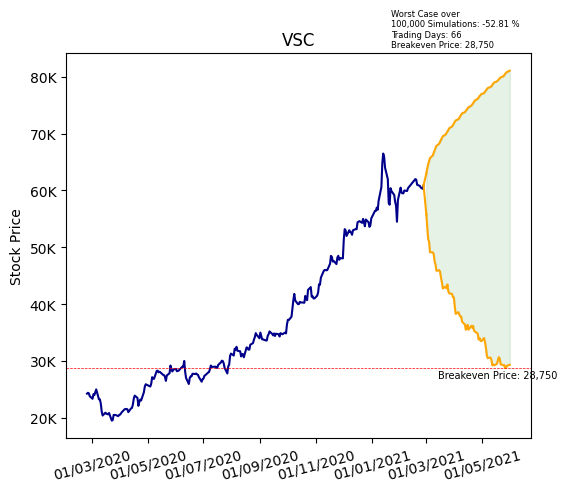 Worst Case over
100,000 Simulations: -52.81 %
Trading Days: 66
Breakeven Price: 28,750
VSC
Stock Price
80K
70K
60K
50K
40K
30K
20K
Breakeven Price: 28,750
01/03/2020
01/05/2020
01/07/2020
01/09/2020
01/11/2020
01/01/2021
01/03/2021
01/05/2021